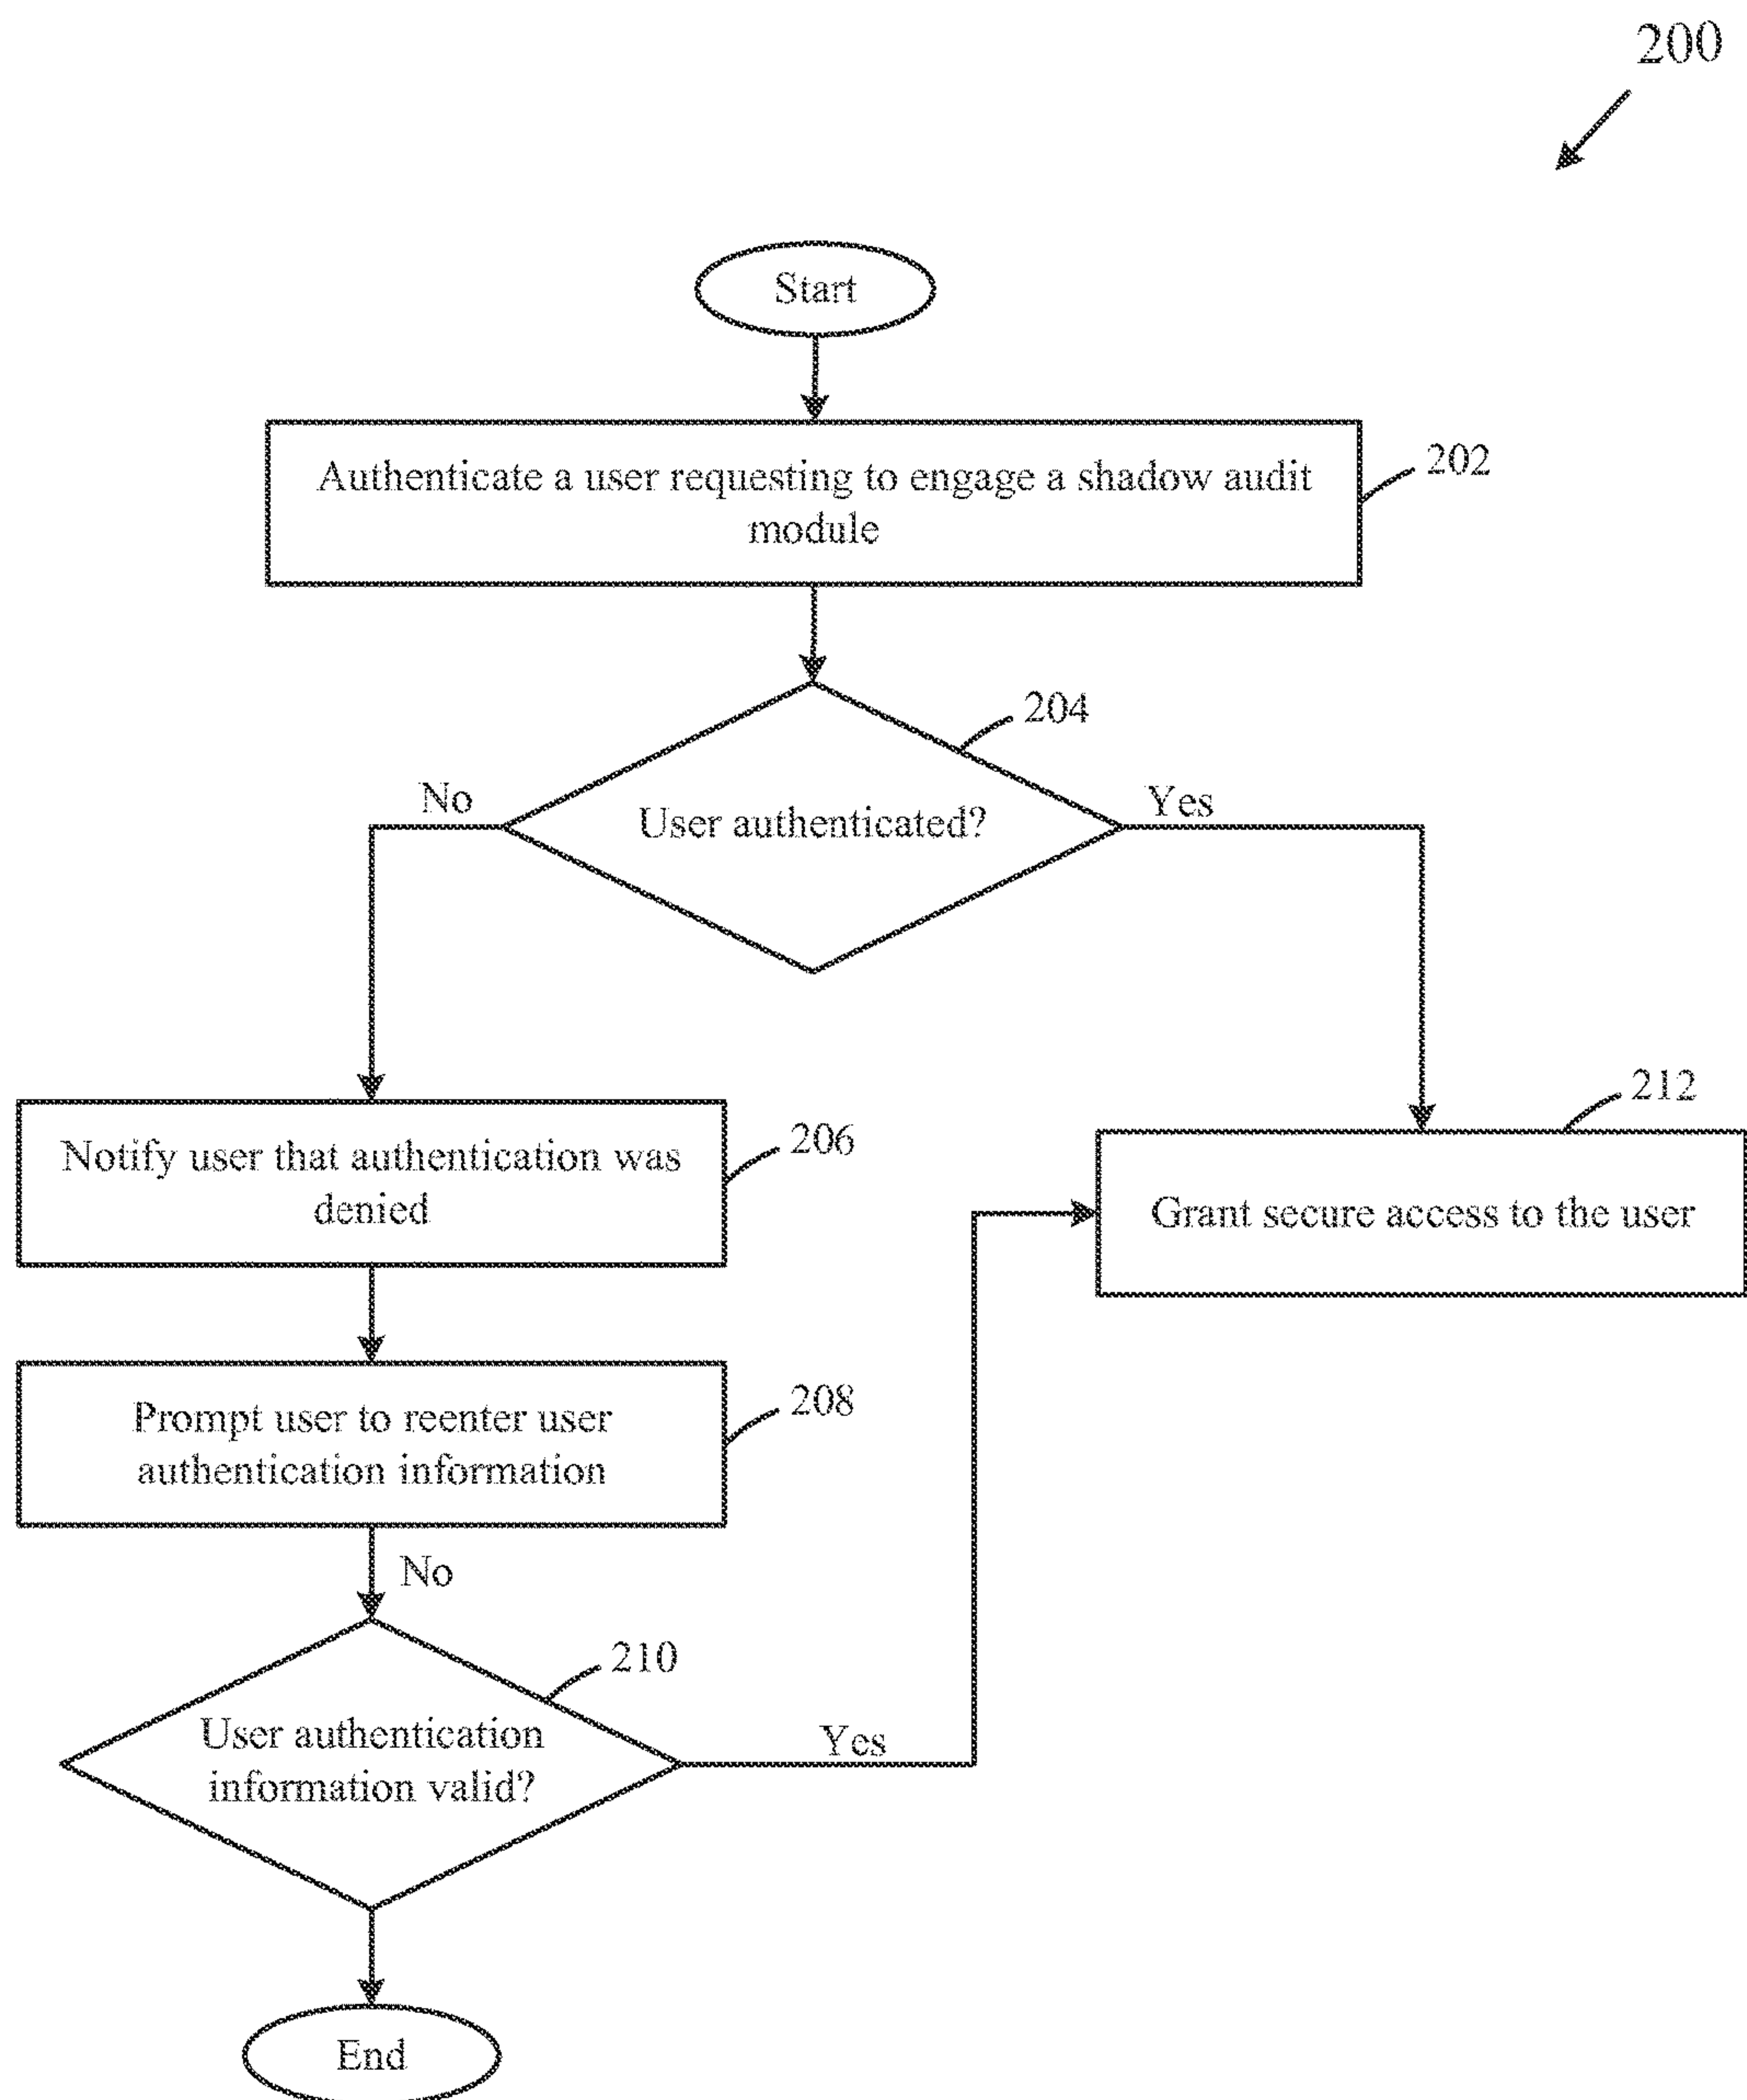 200
Start
Authenticate a user requesting to engage a shadow audit
module
202
204
No
User authenticated?
Yes
212
Notify user that authentication was
denied
206
Grant secure access to the user
Prompt user to reenter user
authentication information
208
No
210
User authentication
information valid?
Yes
End